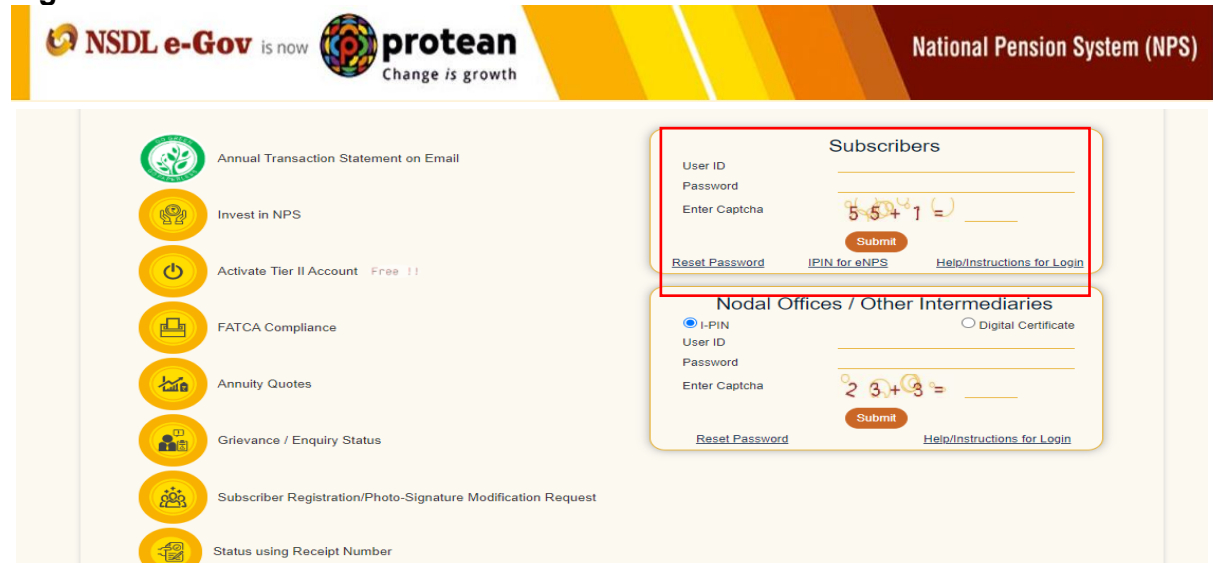 NSDL e-Gov is now protean
Change is growth
National Pension System (NPS)
Annual Transaction Statement on Email
Invest in NPS
Activate Tier II Account Free !!
FATCA Compliance
Annuity Quotes
Grievance / Enquiry Status
Subscriber Registration/Photo-Signature Modification Request
Status using Receipt Number
Subscribers
User ID
Password
Enter Captcha 5 5 + 1 =
Submit
Reset Password IPIN for eNPS Help/Instructions for Login
Nodal Offices / Other Intermediaries
I-PIN Digital Certificate
User ID
Password
Enter Captcha 2 3 + 3 =
Submit
Reset Password Help/Instructions for Login